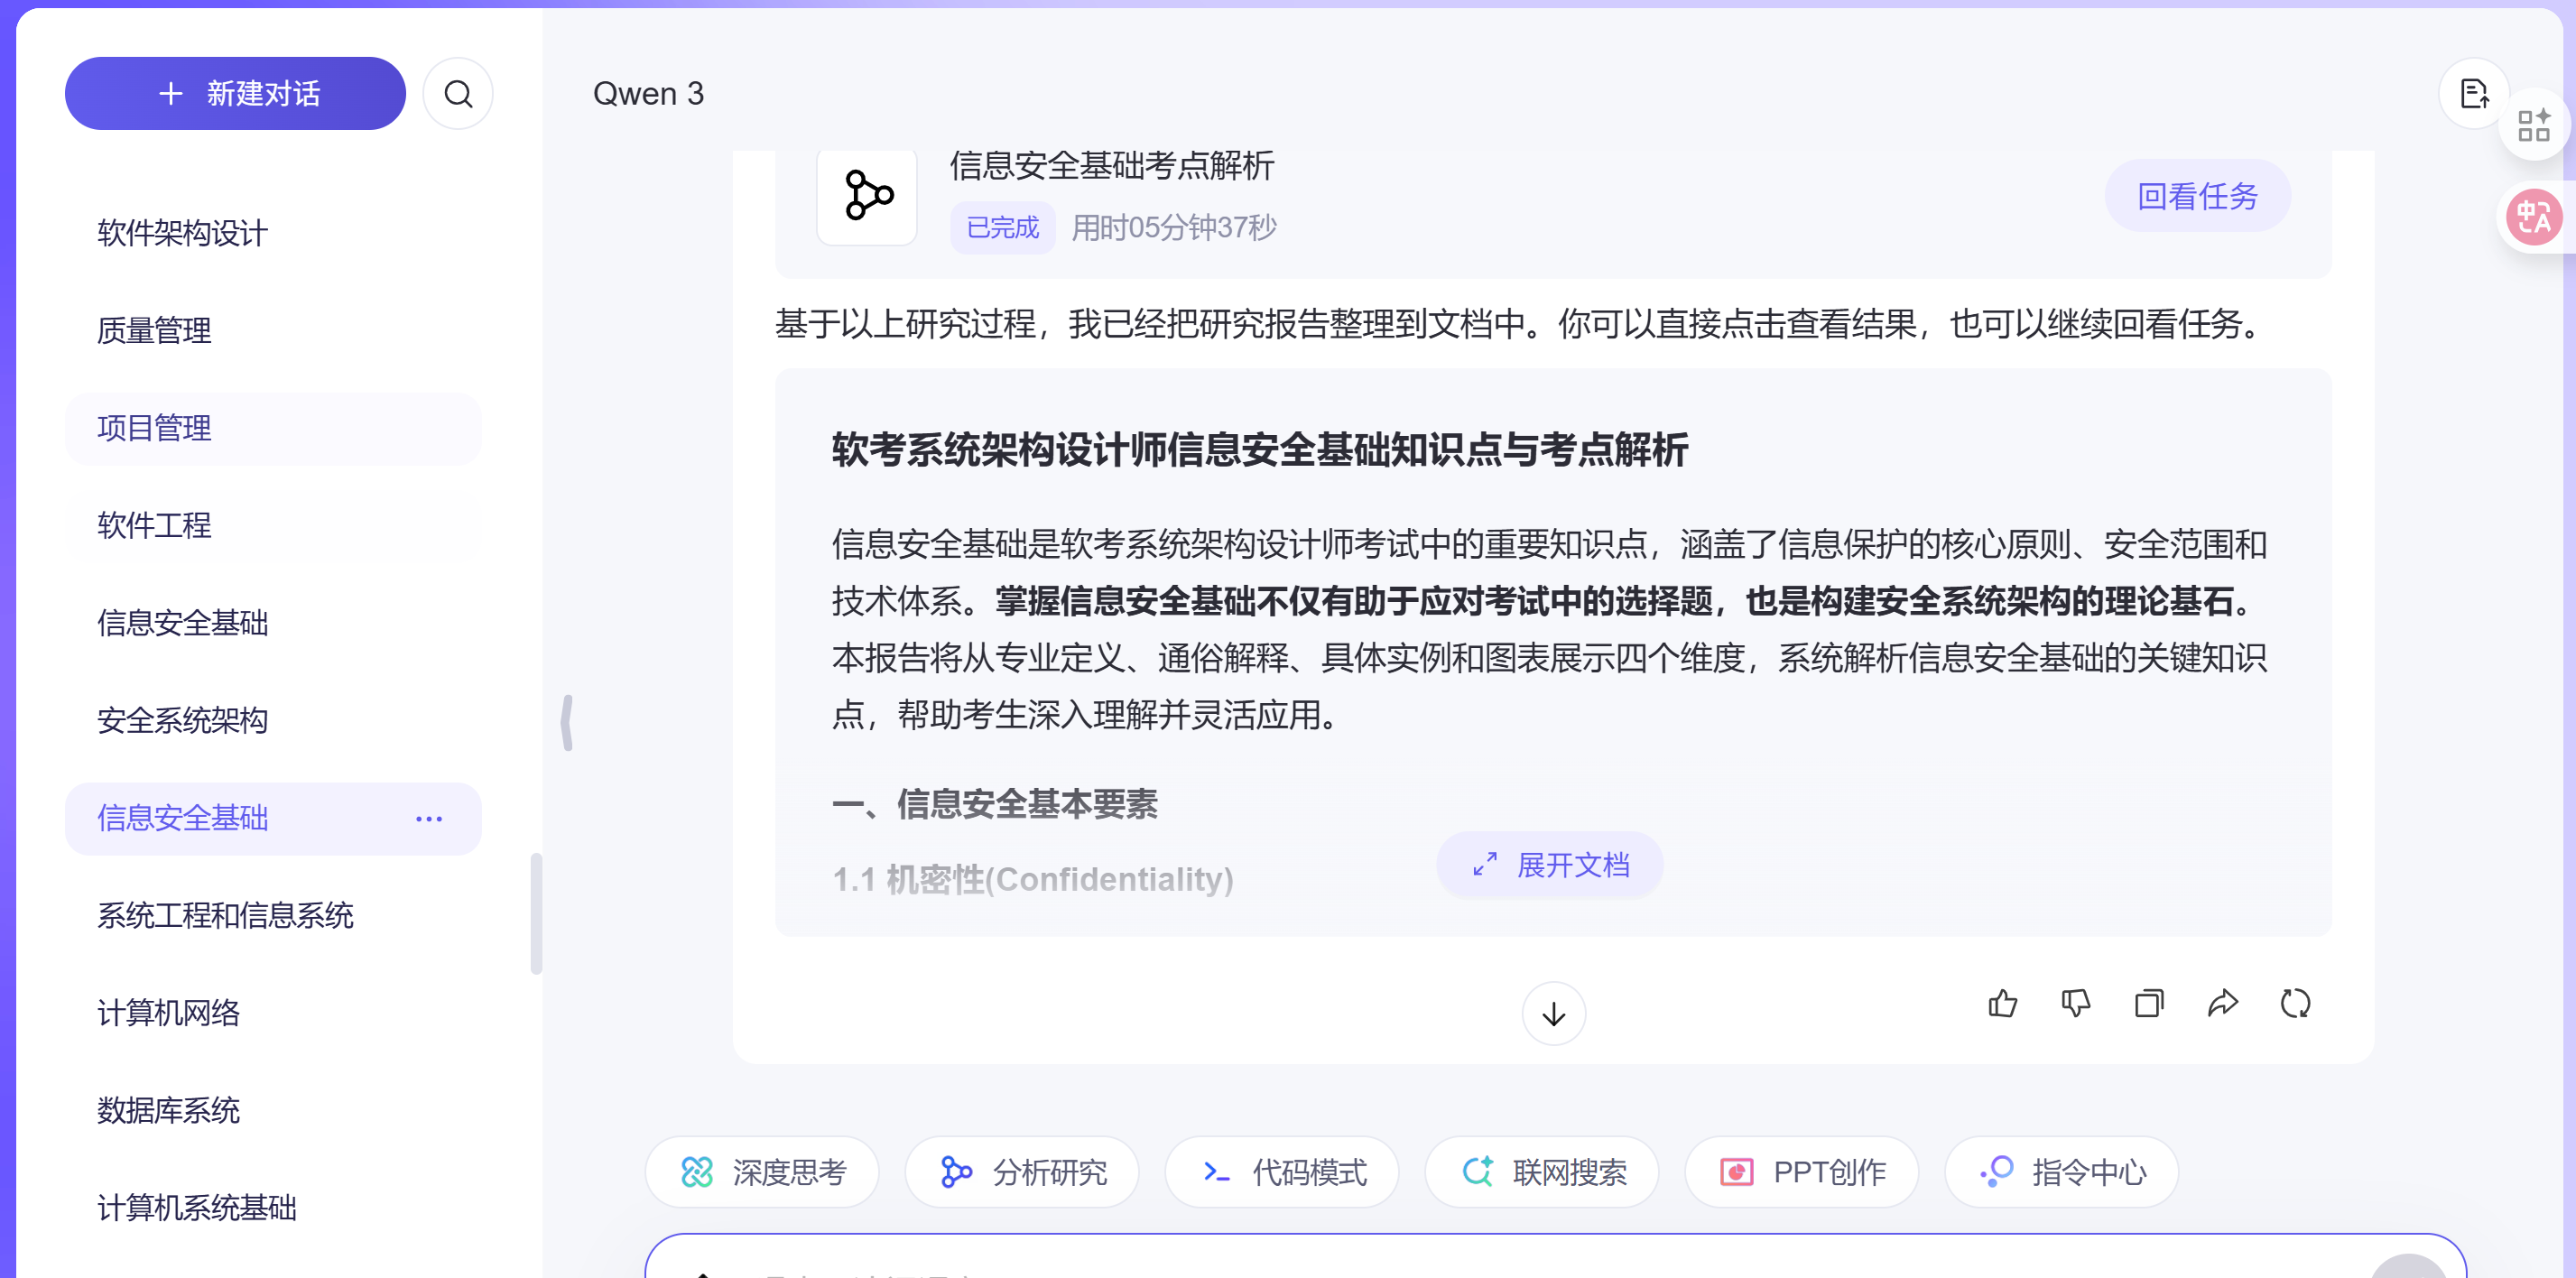 新建对话
软件架构设计
质量管理
项目管理
软件工程
信息安全基础
安全系统架构
信息安全基础
系统工程和信息系统
计算机网络
数据库系统
计算机系统基础
Qwen 3
信息安全基础考点解析
已完成 用时05分钟37秒
回看任务
基于以上研究过程，我已经把研究报告整理到文档中。你可以直接点击查看结果，也可以继续回看任务。
软考系统架构设计师信息安全基础知识点与考点解析
信息安全基础是软考系统架构设计师考试中的重要知识点，涵盖了信息保护的核心原则、安全范围和
技术体系。掌握信息安全基础不仅有助于应对考试中的选择题，也是构建安全系统架构的理论基石。
本报告将从专业定义、通俗解释、具体实例和图表展示四个维度，系统解析信息安全基础的关键知识
点，帮助考生深入理解并灵活应用。
一、信息安全基本要素
1.1 机密性(Confidentiality)
展开文档
深度思考
分析研究
代码模式
联网搜索
PPT创作
指令中心
中A